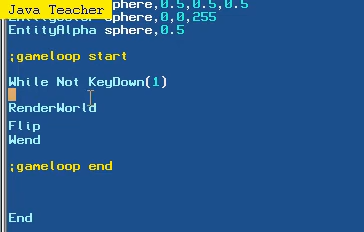 Java Teacher
sphere,0.5,0.5,0.5
sphere,0,0,255
EntityAlpha sphere,0.5
;gameloop start
While Not KeyDown(1)
RenderWorld
Flip
Wend
;gameloop end
End